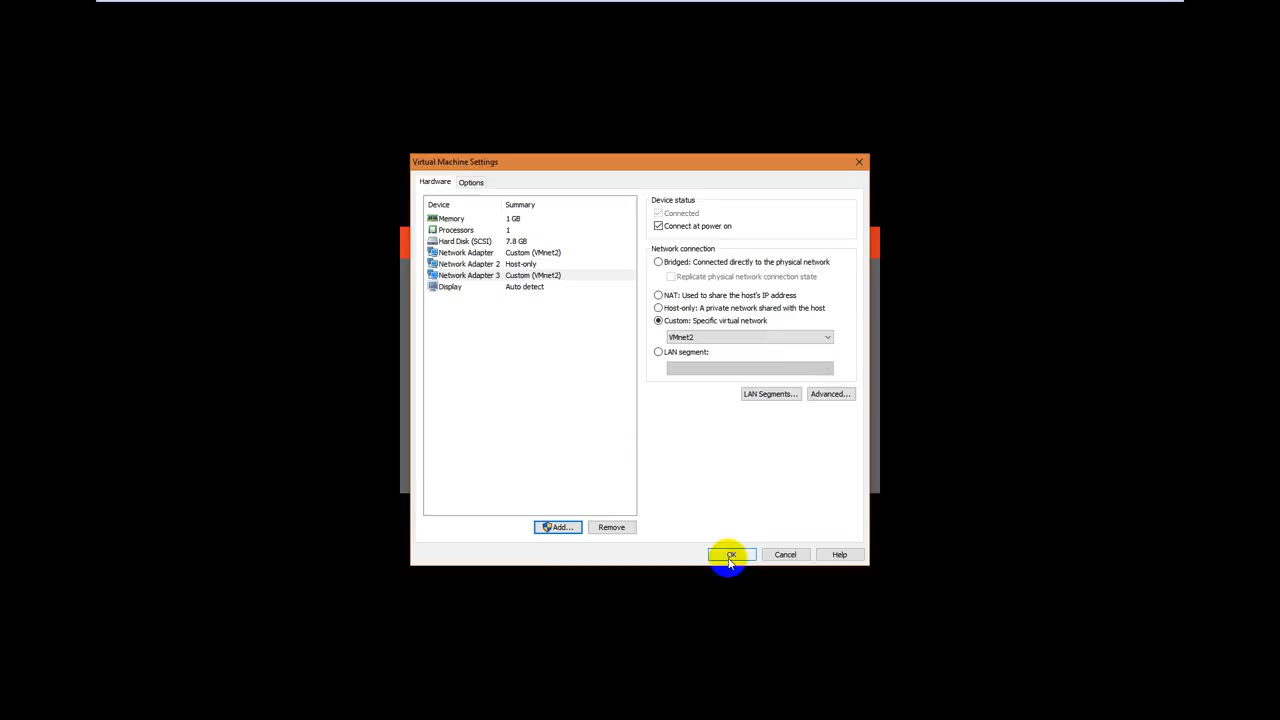 Virtual Machine Settings
Hardware Options
Device Summary
Memory 1 GB
Processors 1
Hard Disk (SCSI) 7.8 GB
Network Adapter Custom (VMnet2)
Network Adapter 2 Host-only
Network Adapter 3 Custom (VMnet2)
Display Auto detect
Add... Remove
Device status
Connected
Connect at power on
Network connection
Bridged: Connected directly to the physical network
Replicate physical network connection state
NAT: Used to share the host's IP address
Host-only: A private network shared with the host
Custom: Specific virtual network
VMnet2
LAN segment:
LAN Segments... Advanced...
OK Cancel Help